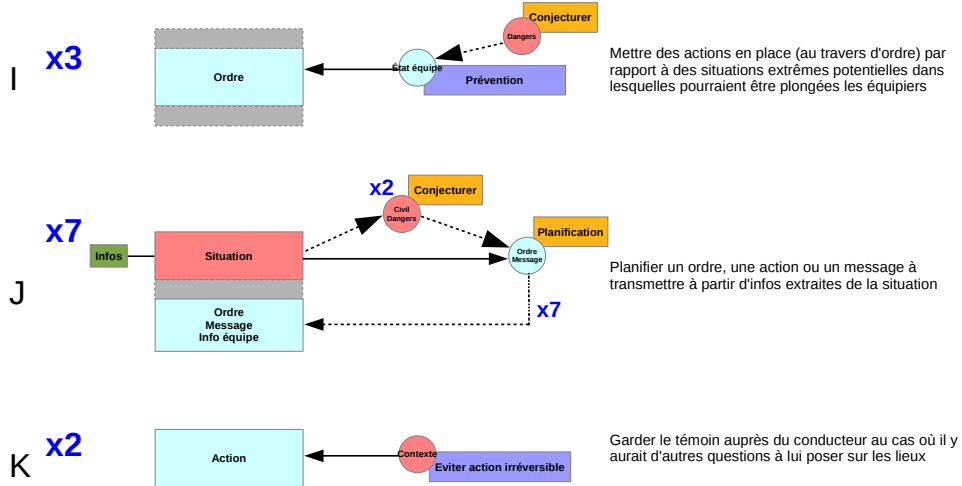 I
x3
Ordre
Conjecturer
Dangers
État équipe
Prévention
Mettre des actions en place (au travers d'ordre) par
rapport à des situations extrêmes potentielles dans
lesquelles pourraient être plongées les équipiers
J
x7
Infos
Situation
Ordre
Message
Info équipe
x2
Conjecturer
Civil
Dangers
Planification
Ordre
Message
x7
Planifier un ordre, une action ou un message à
transmettre à partir d'infos extraites de la situation
K
x2
Action
Contexte
Eviter action irréversible
Garder le témoin auprès du conducteur au cas où il y
aurait d'autres questions à lui poser sur les lieux